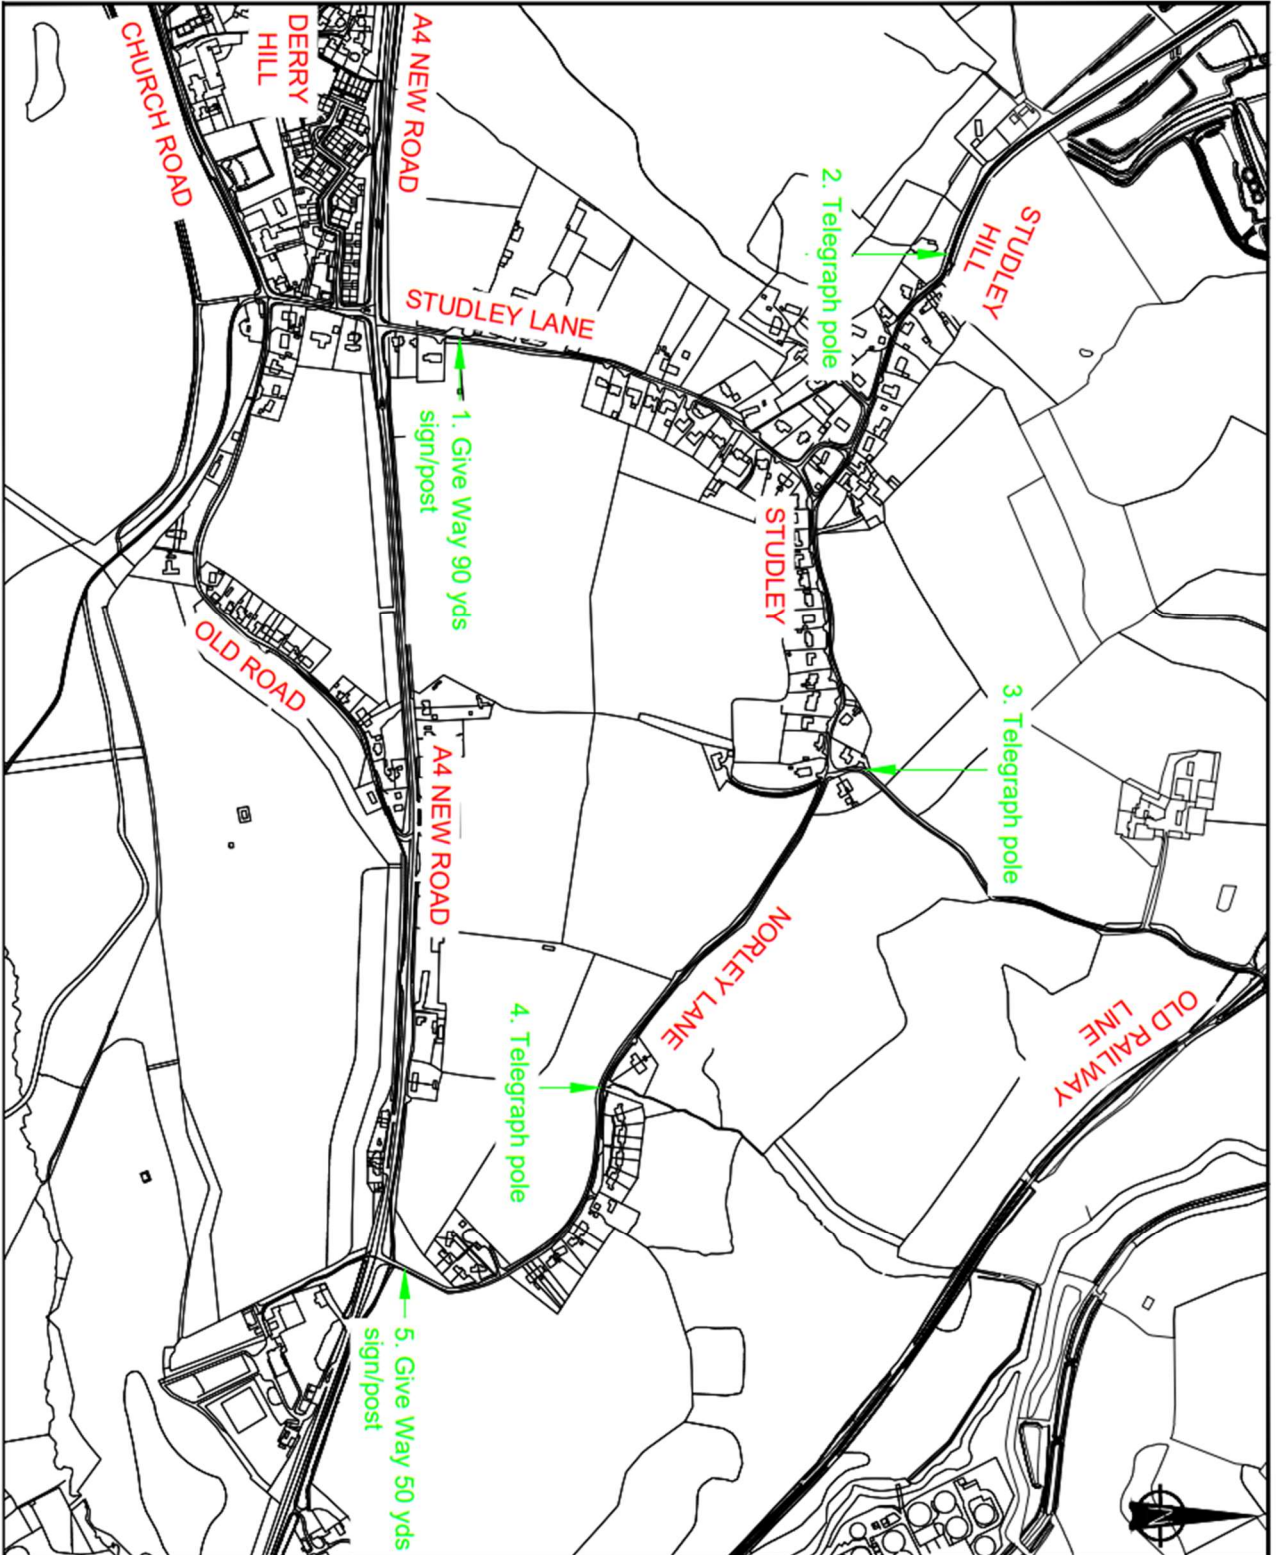 CHURCH ROAD
DERRY
HILL
A4 NEW ROAD
STUDLEY LANE
1. Give Way 90 yds
sign/post
2. Telegraph pole
STUDLEY
HILL
STUDLEY
OLD ROAD
A4 NEW ROAD
3. Telegraph pole
NORLEY LANE
OLD RAILWAY
LINE
4. Telegraph pole
5. Give Way 50 yds
sign/post
N